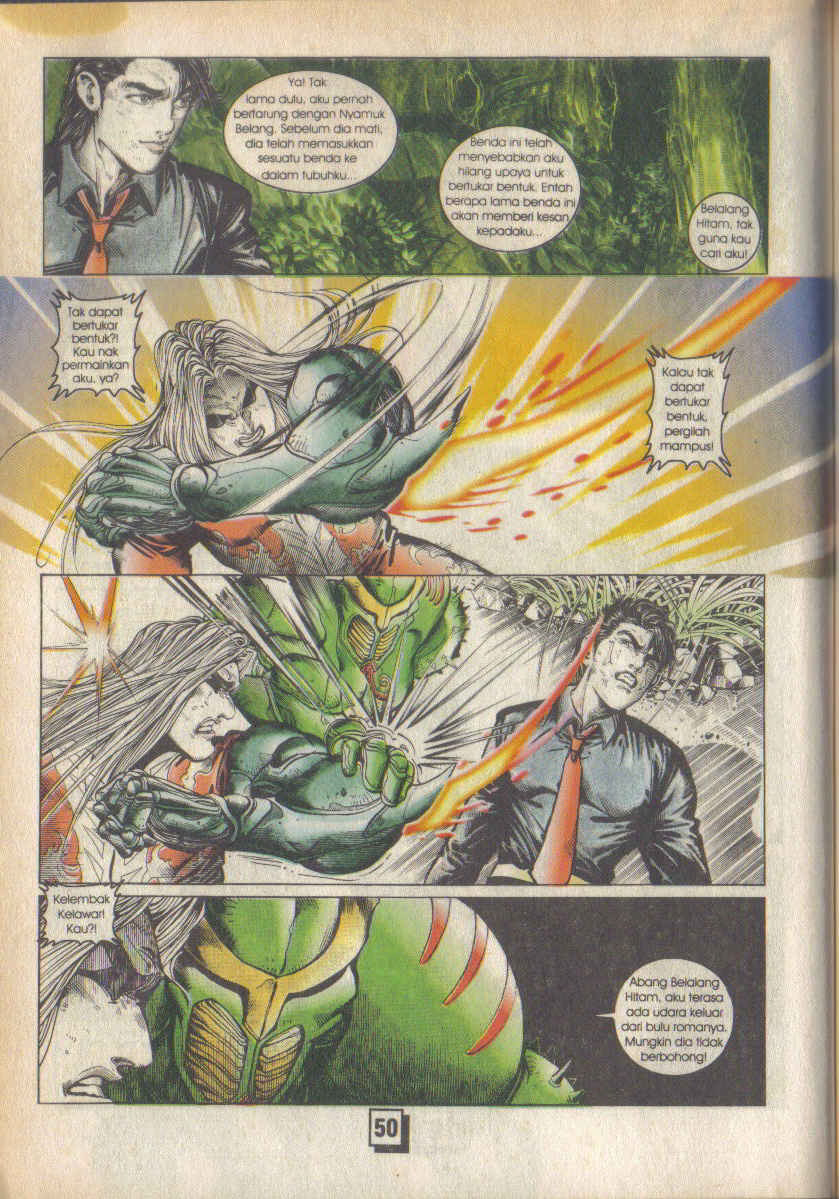 Ya! Tak
lama dulu, aku pernah
bertarung dengan Nyamuk
Belang. Sebelum dia mati,
dia telah memasukkan
sesuatu benda ke
dalam tubuhku...
Benda ini telah
menyebabkan aku
hilang upaya untuk
bertukar bentuk. Entah
berapa lama benda ini
akan memberi kesan
kepadaku...
Belalang
Hitam, tak
guna kau
cari aku!
Tak dapat
bertukar
bentuk?!
Kau nak
permainkan
aku, ya?
Kalau tak
dapat
bertukar
bentuk,
pergilah
mampus!
Kelembak
Kelawar!
Kau?!
Abang Belalang
Hitam, aku terasa
ada udara keluar
dari bulu romanya.
Mungkin dia tidak
berbohong!
50